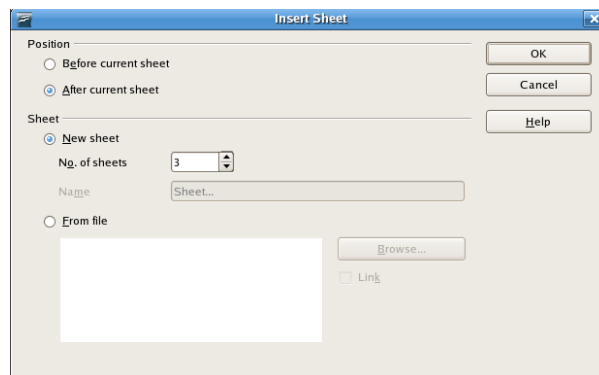 Insert Sheet
Position
Before current sheet
After current sheet
OK
Cancel
Help
Sheet
New sheet
No. of sheets 3
Name Sheet...
From file
Browse...
Link